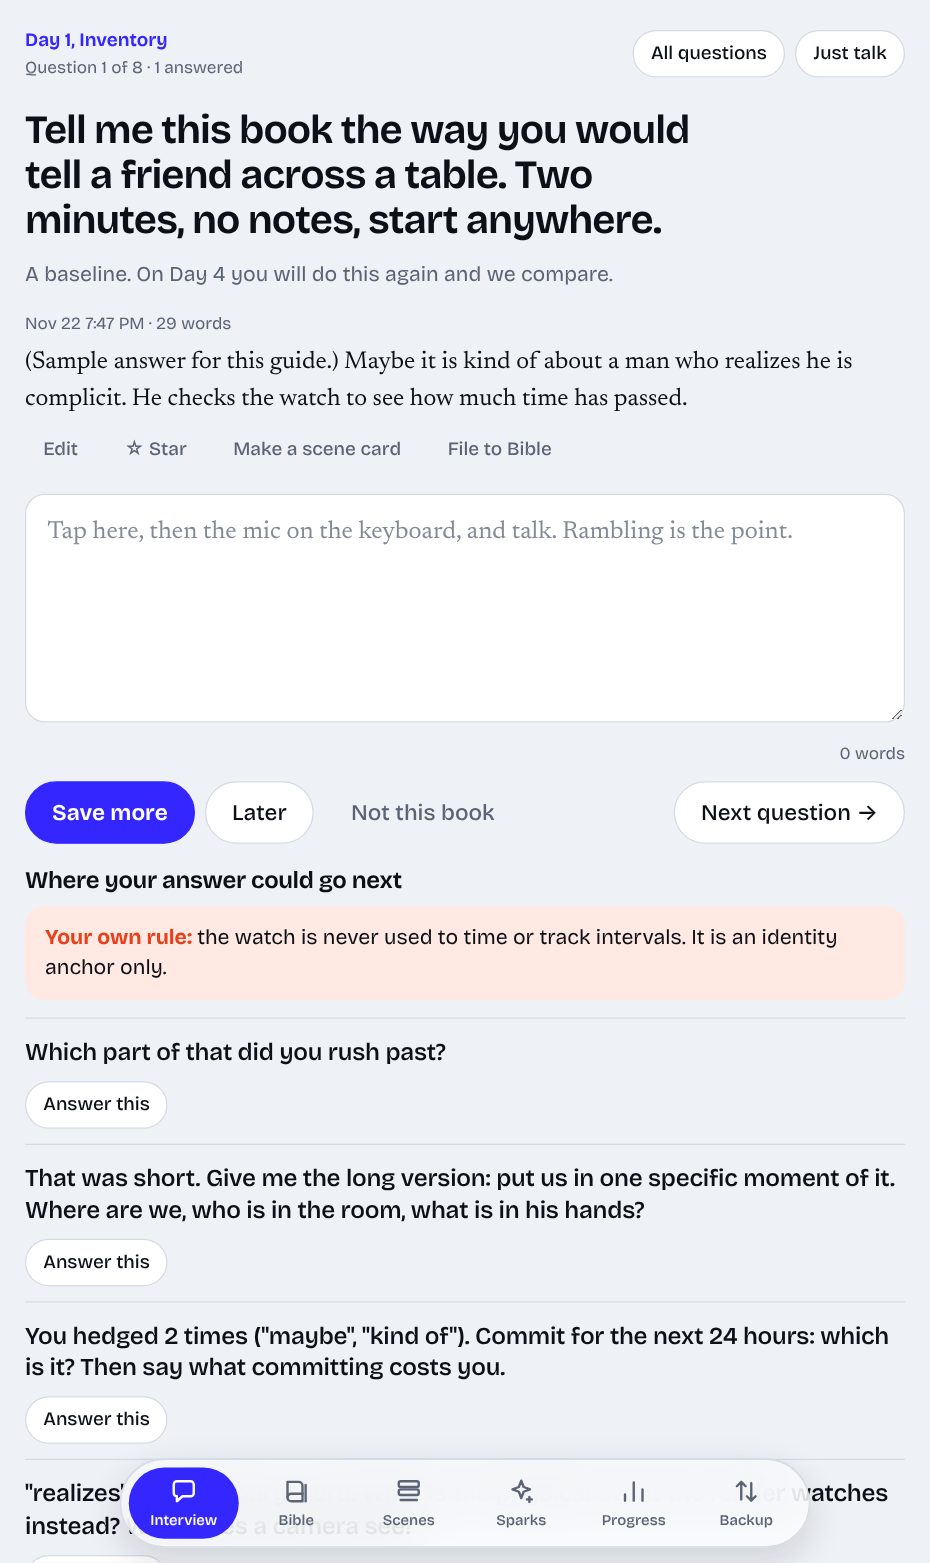 Day 1, Inventory
Question 1 of 8 · 1 answered
All questions
Just talk
Tell me this book the way you would
tell a friend across a table. Two
minutes, no notes, start anywhere.
A baseline. On Day 4 you will do this again and we compare.
Nov 22 7:47 PM · 29 words
(Sample answer for this guide.) Maybe it is kind of about a man who realizes he is
complicit. He checks the watch to see how much time has passed.
Edit
☆ Star
Make a scene card
File to Bible
Tap here, then the mic on the keyboard, and talk. Rambling is the point.
0 words
Save more
Later
Not this book
Next question →
Where your answer could go next
Your own rule: the watch is never used to time or track intervals. It is an identity
anchor only.
Which part of that did you rush past?
Answer this
That was short. Give me the long version: put us in one specific moment of it.
Where are we, who is in the room, what is in his hands?
Answer this
You hedged 2 times ("maybe", "kind of"). Commit for the next 24 hours: which
is it? Then say what committing costs you.
Answer this
"realizes" watches
instead? a camera see?
Interview
Bible
Scenes
Sparks
Progress
Backup